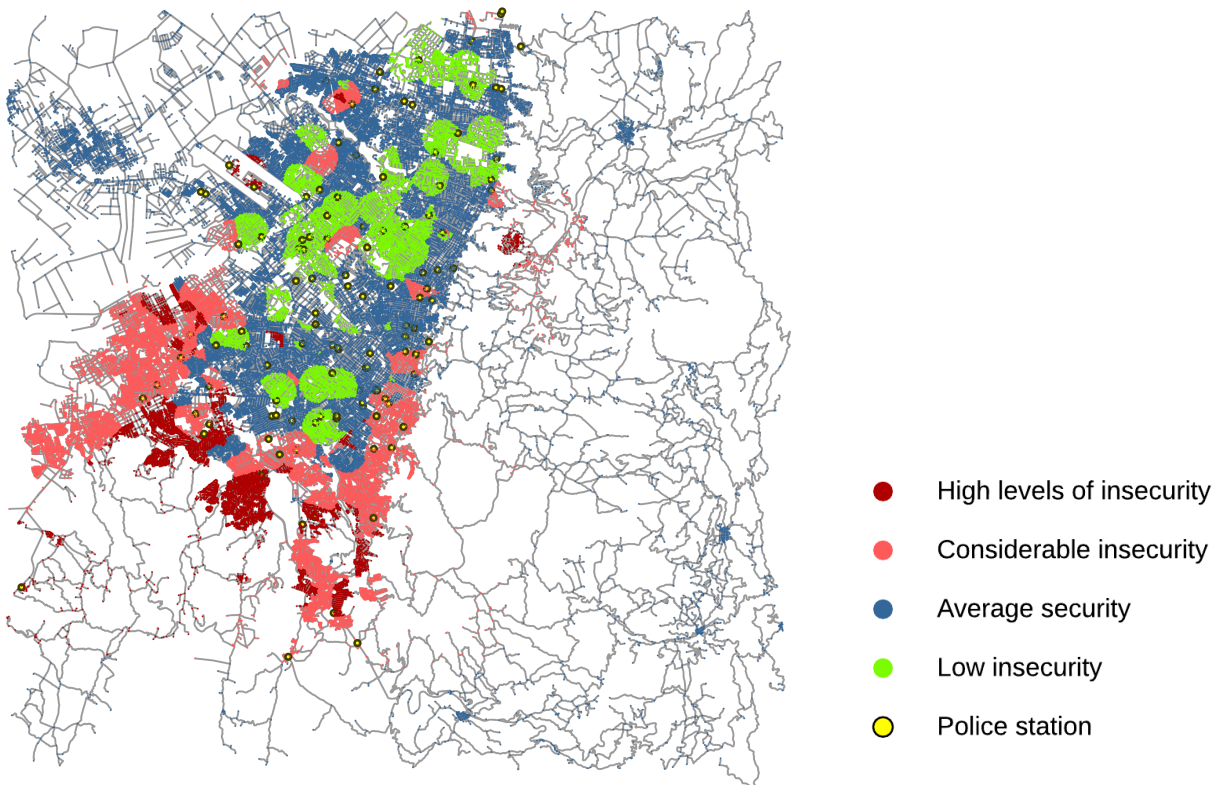 High levels of insecurity
Considerable insecurity
Average security
Low insecurity
Police station